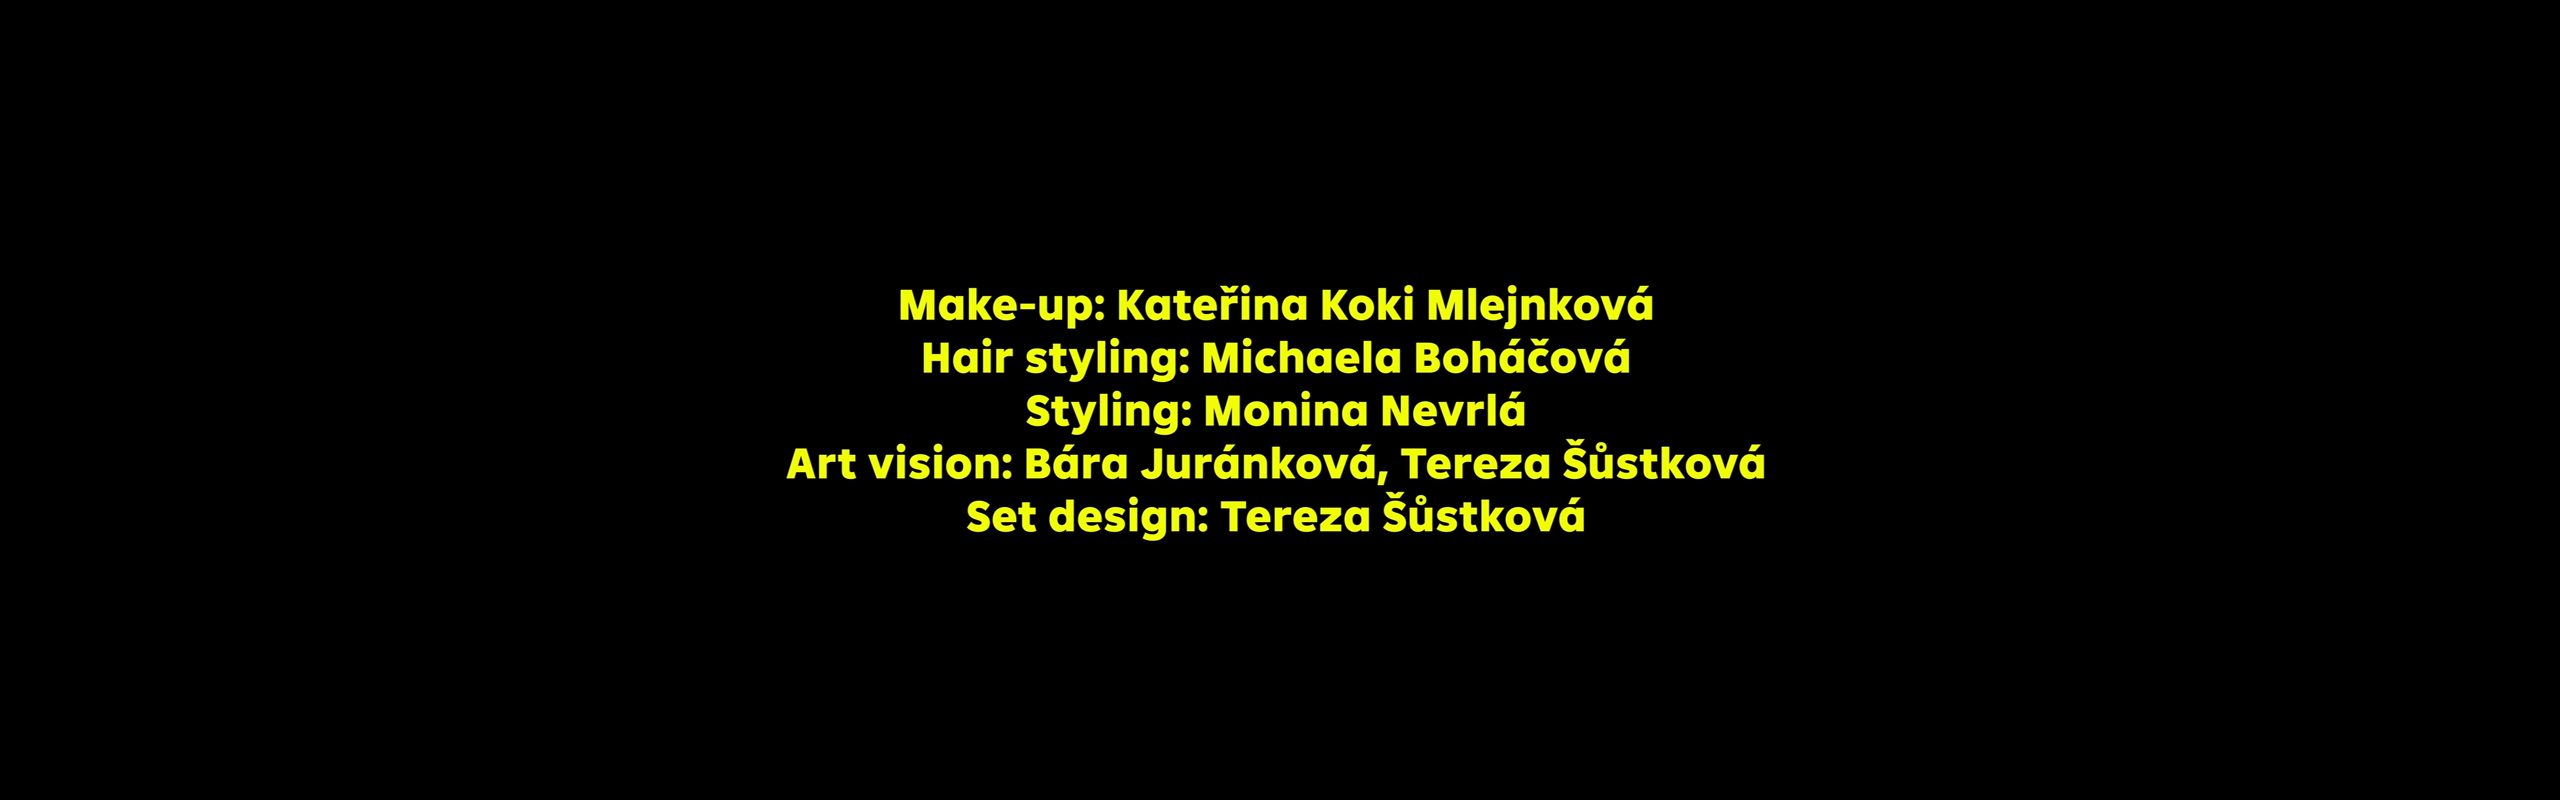 Make-up: Kateřina Koki Mlejnková
Hair styling: Michaela Boháčová
Styling: Monina Nevrlá
Art vision: Bára Juránková, Tereza Šůstková
Set design: Tereza Šůstková